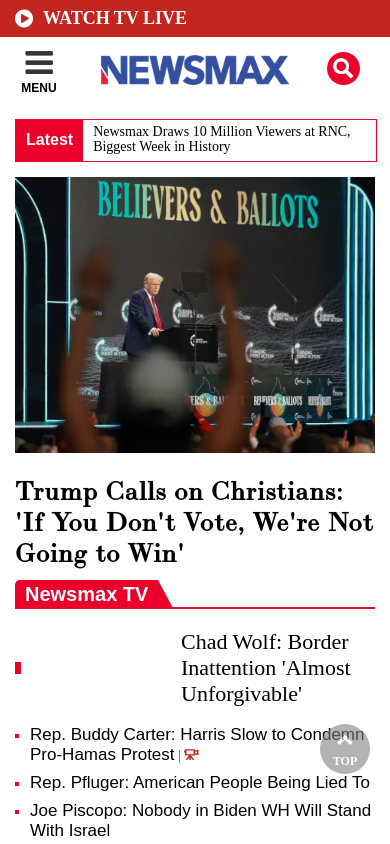 WATCH TV LIVE
MENU
NEWSMAX
Latest
Newsmax Draws 10 Million Viewers at RNC,
Biggest Week in History
BELIEVERS & BALLOTS
Trump Calls on Christians:
'If You Don't Vote, We're Not
Going to Win'
Newsmax TV
Chad Wolf: Border
Inattention 'Almost
Unforgivable'
Rep. Buddy Carter: Harris Slow to Condemn
Pro-Hamas Protest |
TOP
Rep. Pfluger: American People Being Lied To
Joe Piscopo: Nobody in Biden WH Will Stand
With Israel